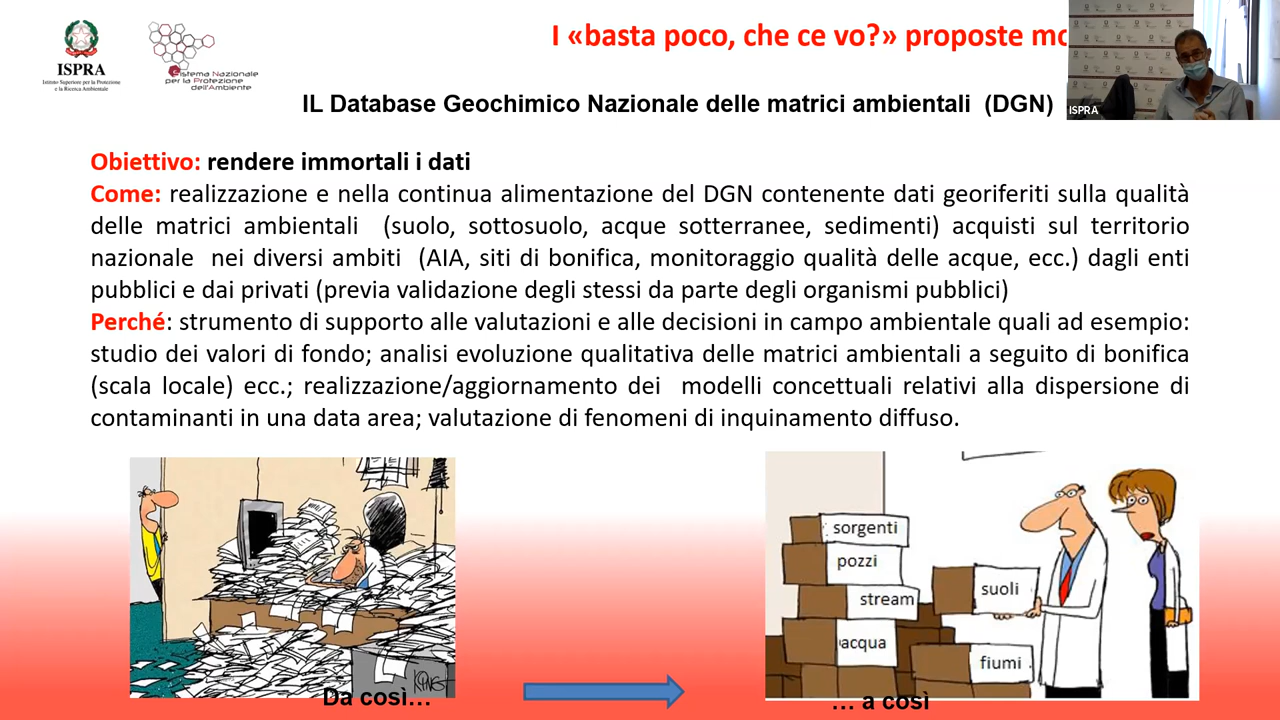 ISPRA
Istituto Superiore per la Protezione
e la Ricerca Ambientale
Sistema Nazionale
per la Protezione
dell'Ambiente
I «basta poco, che ce vo?» proposte mo
ISPRA
IL Database Geochimico Nazionale delle matrici ambientali (DGN)
Obiettivo: rendere immortali i dati
Come: realizzazione e nella continua alimentazione del DGN contenente dati georiferiti sulla qualità
delle matrici ambientali (suolo, sottosuolo, acque sotterranee, sedimenti) acquisti sul territorio
nazionale nei diversi ambiti (AIA, siti di bonifica, monitoraggio qualità delle acque, ecc.) dagli enti
pubblici e dai privati (previa validazione degli stessi da parte degli organismi pubblici)
Perché: strumento di supporto alle valutazioni e alle decisioni in campo ambientale quali ad esempio:
studio dei valori di fondo; analisi evoluzione qualitativa delle matrici ambientali a seguito di bonifica
(scala locale) ecc.; realizzazione/aggiornamento dei modelli concettuali relativi alla dispersione di
contaminanti in una data area; valutazione di fenomeni di inquinamento diffuso.
sorgenti
pozzi
stream
acqua
suoli
fiumi
Da così…
… a così